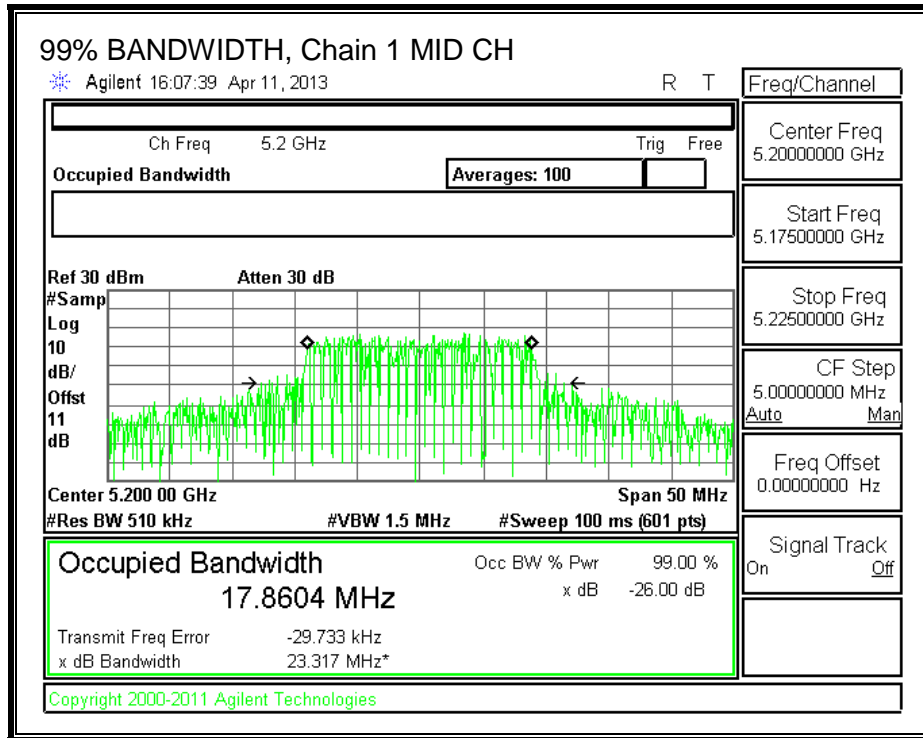 99% BANDWIDTH, Chain 1 MID CH
Agilent 16:07:39 Apr 11, 2013 R T
Freq/Channel
Ch Freq 5.2 GHz Trig Free
Occupied Bandwidth Averages: 100
Center Freq
5.20000000 GHz
Start Freq
5.17500000 GHz
Ref 30 dBm Atten 30 dB
#Samp
Log
10
dB/
Offst
11
dB
Stop Freq
5.22500000 GHz
CF Step
5.00000000 MHz
Auto Man
Center 5.200 00 GHz Span 50 MHz
#Res BW 510 kHz #VBW 1.5 MHz #Sweep 100 ms (601 pts)
Freq Offset
0.00000000 Hz
Occupied Bandwidth
17.8604 MHz
Occ BW % Pwr 99.00 %
x dB -26.00 dB
Transmit Freq Error -29.733 kHz
x dB Bandwidth 23.317 MHz*
Signal Track
On Off
Copyright 2000-2011 Agilent Technologies